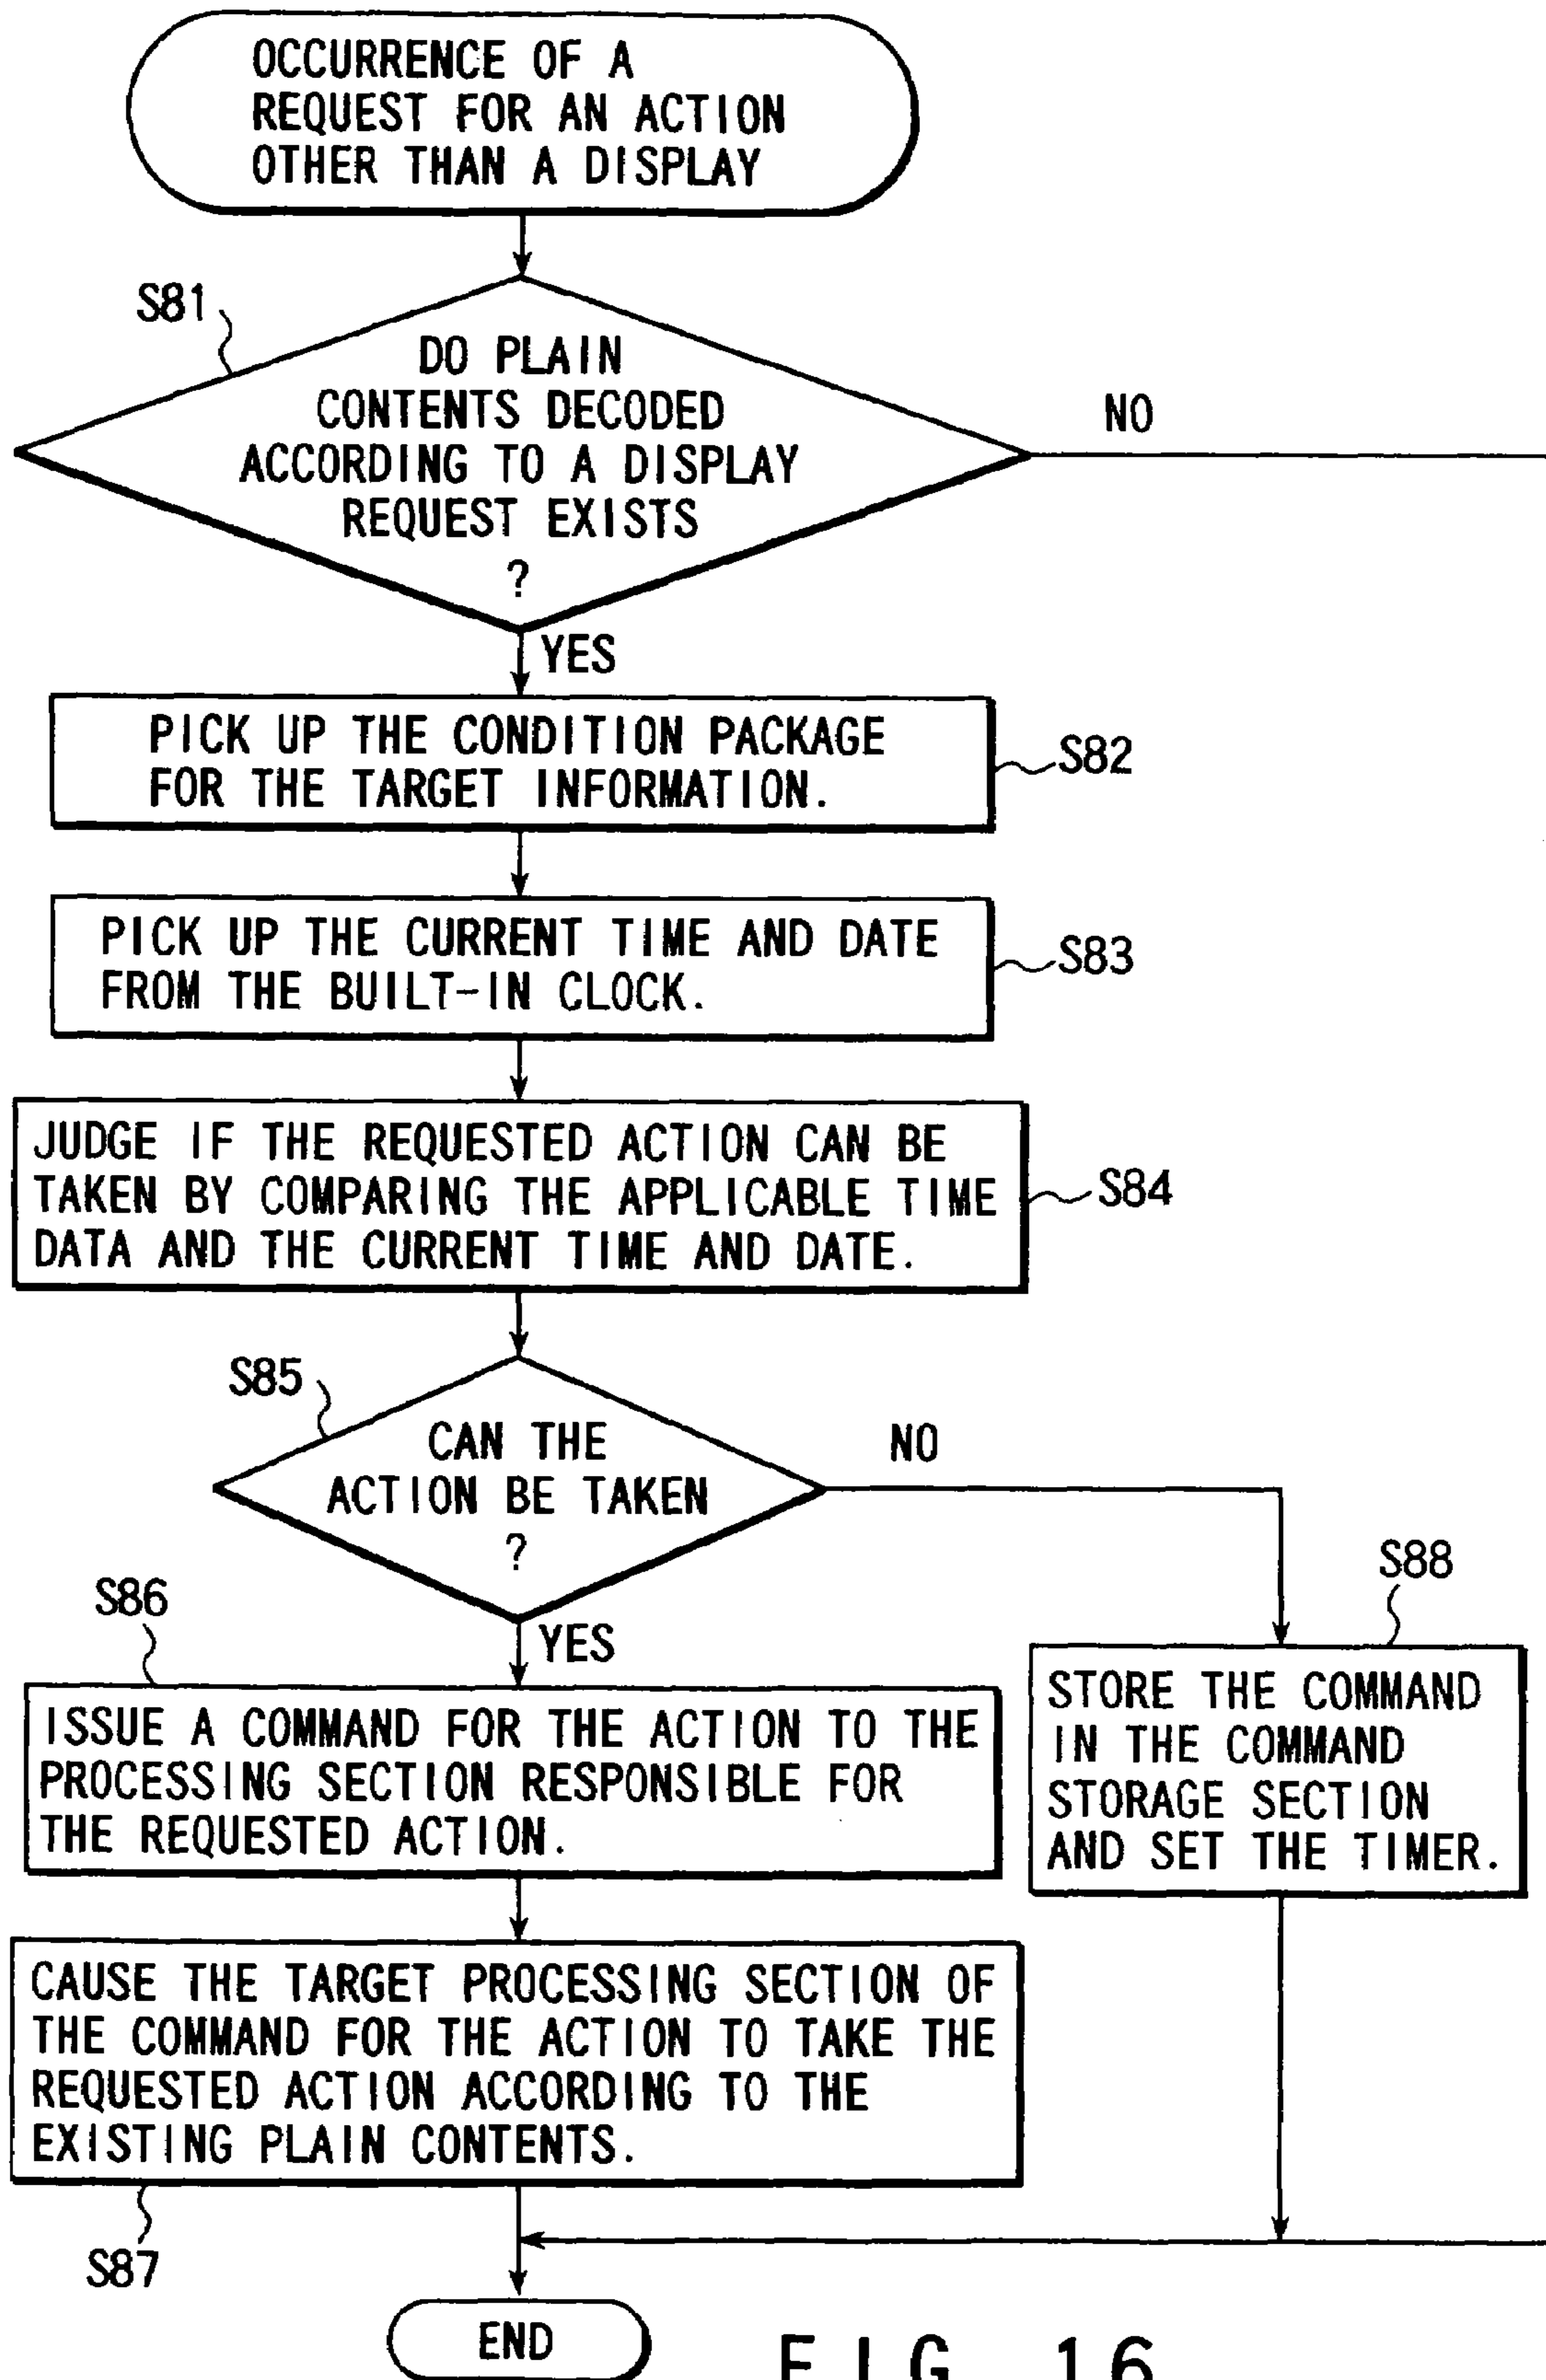 OCCURRENCE OF A
REQUEST FOR AN ACTION
OTHER THAN A DISPLAY
S81
DO PLAIN
CONTENTS DECODED
ACCORDING TO A DISPLAY
REQUEST EXISTS
?
NO
YES
PICK UP THE CONDITION PACKAGE
FOR THE TARGET INFORMATION.
S82
PICK UP THE CURRENT TIME AND DATE
FROM THE BUILT-IN CLOCK.
S83
JUDGE IF THE REQUESTED ACTION CAN BE
TAKEN BY COMPARING THE APPLICABLE TIME
DATA AND THE CURRENT TIME AND DATE.
S84
S85
CAN THE
ACTION BE TAKEN
?
NO
YES
S86
ISSUE A COMMAND FOR THE ACTION TO THE
PROCESSING SECTION RESPONSIBLE FOR
THE REQUESTED ACTION.
S88
STORE THE COMMAND
IN THE COMMAND
STORAGE SECTION
AND SET THE TIMER.
CAUSE THE TARGET PROCESSING SECTION OF
THE COMMAND FOR THE ACTION TO TAKE THE
REQUESTED ACTION ACCORDING TO THE
EXISTING PLAIN CONTENTS.
S87
END
FIG. 16